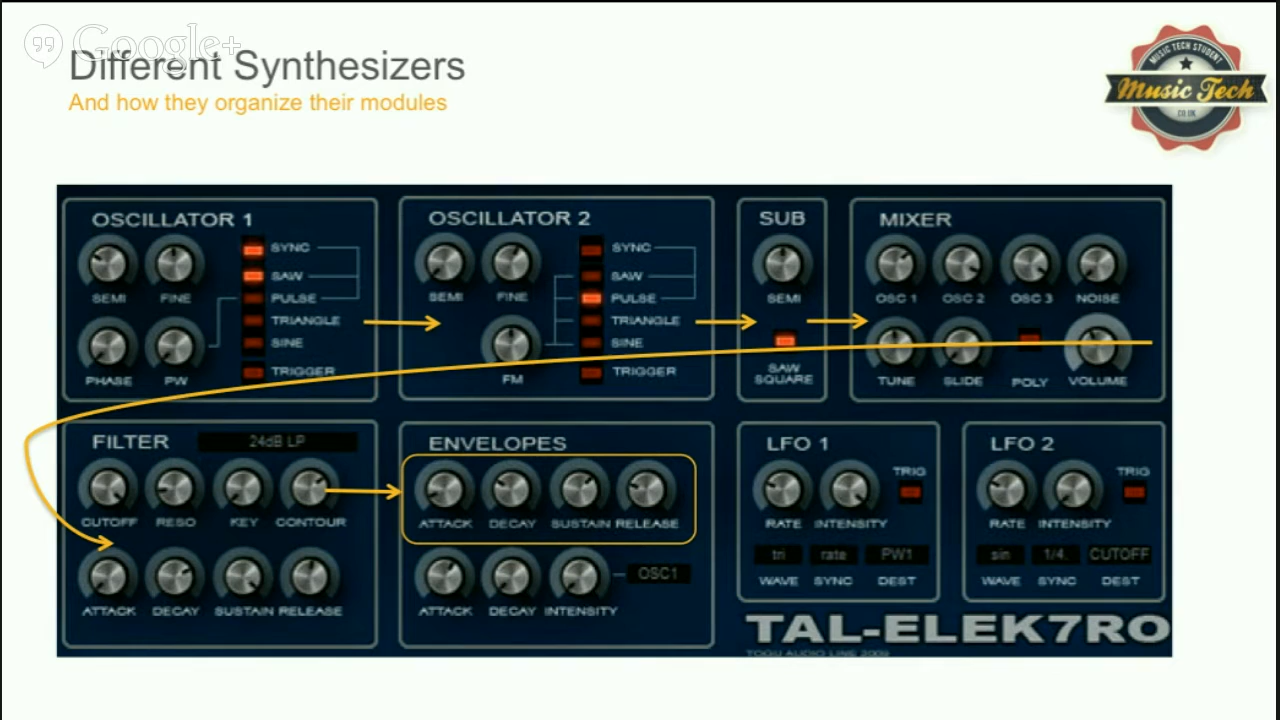 Google+
Different Synthesizers
And how they organize their modules
MUSIC TECH STUDENT
Music Tech
.CO.UK
OSCILLATOR 1
SEMI FINE
PHASE PW
SYNC
SAW
PULSE
TRIANGLE
SINE
TRIGGER
OSCILLATOR 2
SEMI FINE
FM
SYNC
SAW
PULSE
TRIANGLE
SINE
TRIGGER
SUB
SEMI
SAW
SQUARE
MIXER
OSC 1 OSC 2 OSC 3 NOISE
TUNE SLIDE POLY VOLUME
FILTER 24dB LP
CUTOFF RESO KEY CONTOUR
ATTACK DECAY SUSTAIN RELEASE
ENVELOPES
ATTACK DECAY SUSTAIN RELEASE
ATTACK DECAY INTENSITY OSC1
LFO 1
TRIG
RATE INTENSITY
tri rate PW1
WAVE SYNC DEST
LFO 2
TRIG
RATE INTENSITY
sin 1/4. CUTOFF
WAVE SYNC DEST
TAL-ELEK7RO
TOGU AUDIO LINE 2009